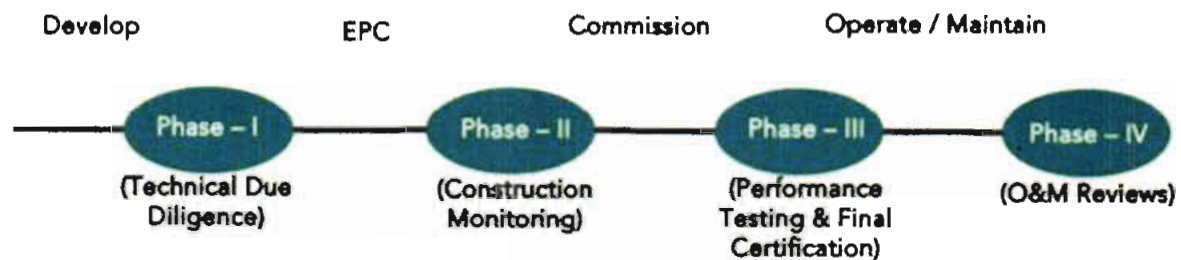 Develop EPC Commission Operate / Maintain
Phase – I Phase – II Phase – III Phase – IV
(Technical Due Diligence)
(Construction Monitoring)
(Performance Testing & Final Certification)
(O&M Reviews)